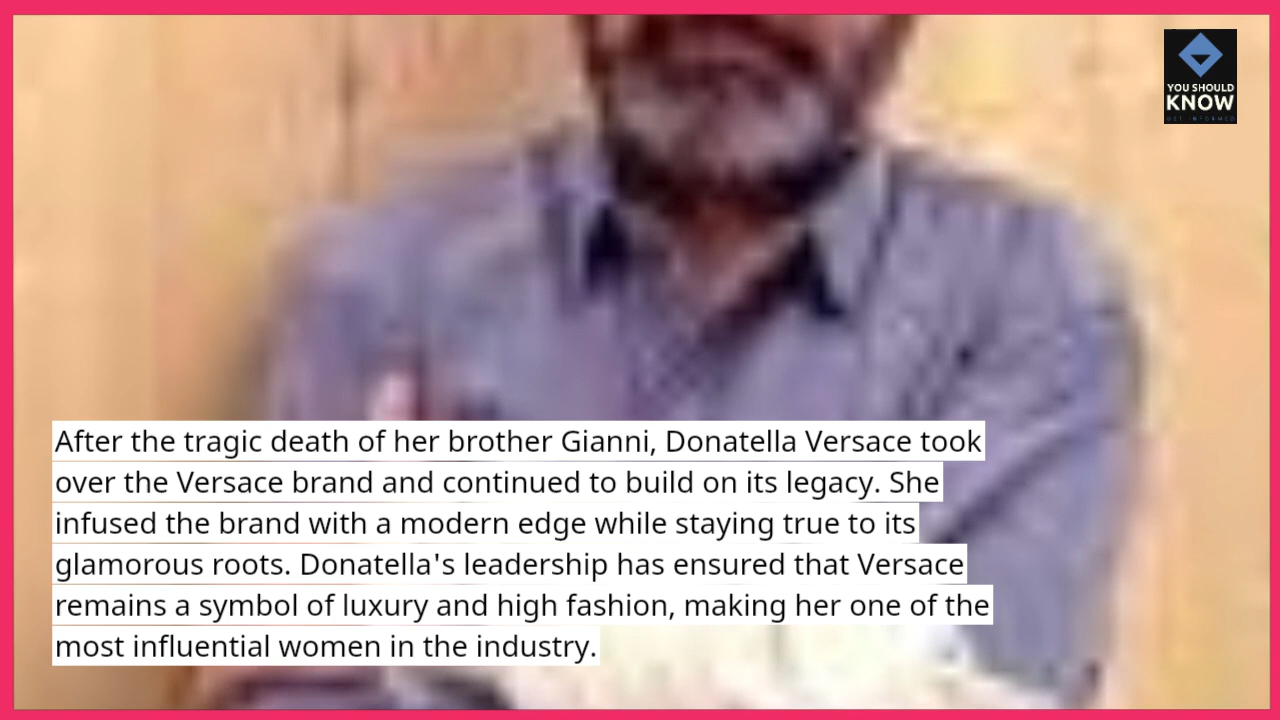 YOU SHOULD
KNOW
GET INFORMED
After the tragic death of her brother Gianni, Donatella Versace took
over the Versace brand and continued to build on its legacy. She
infused the brand with a modern edge while staying true to its
glamorous roots. Donatella's leadership has ensured that Versace
remains a symbol of luxury and high fashion, making her one of the
most influential women in the industry.